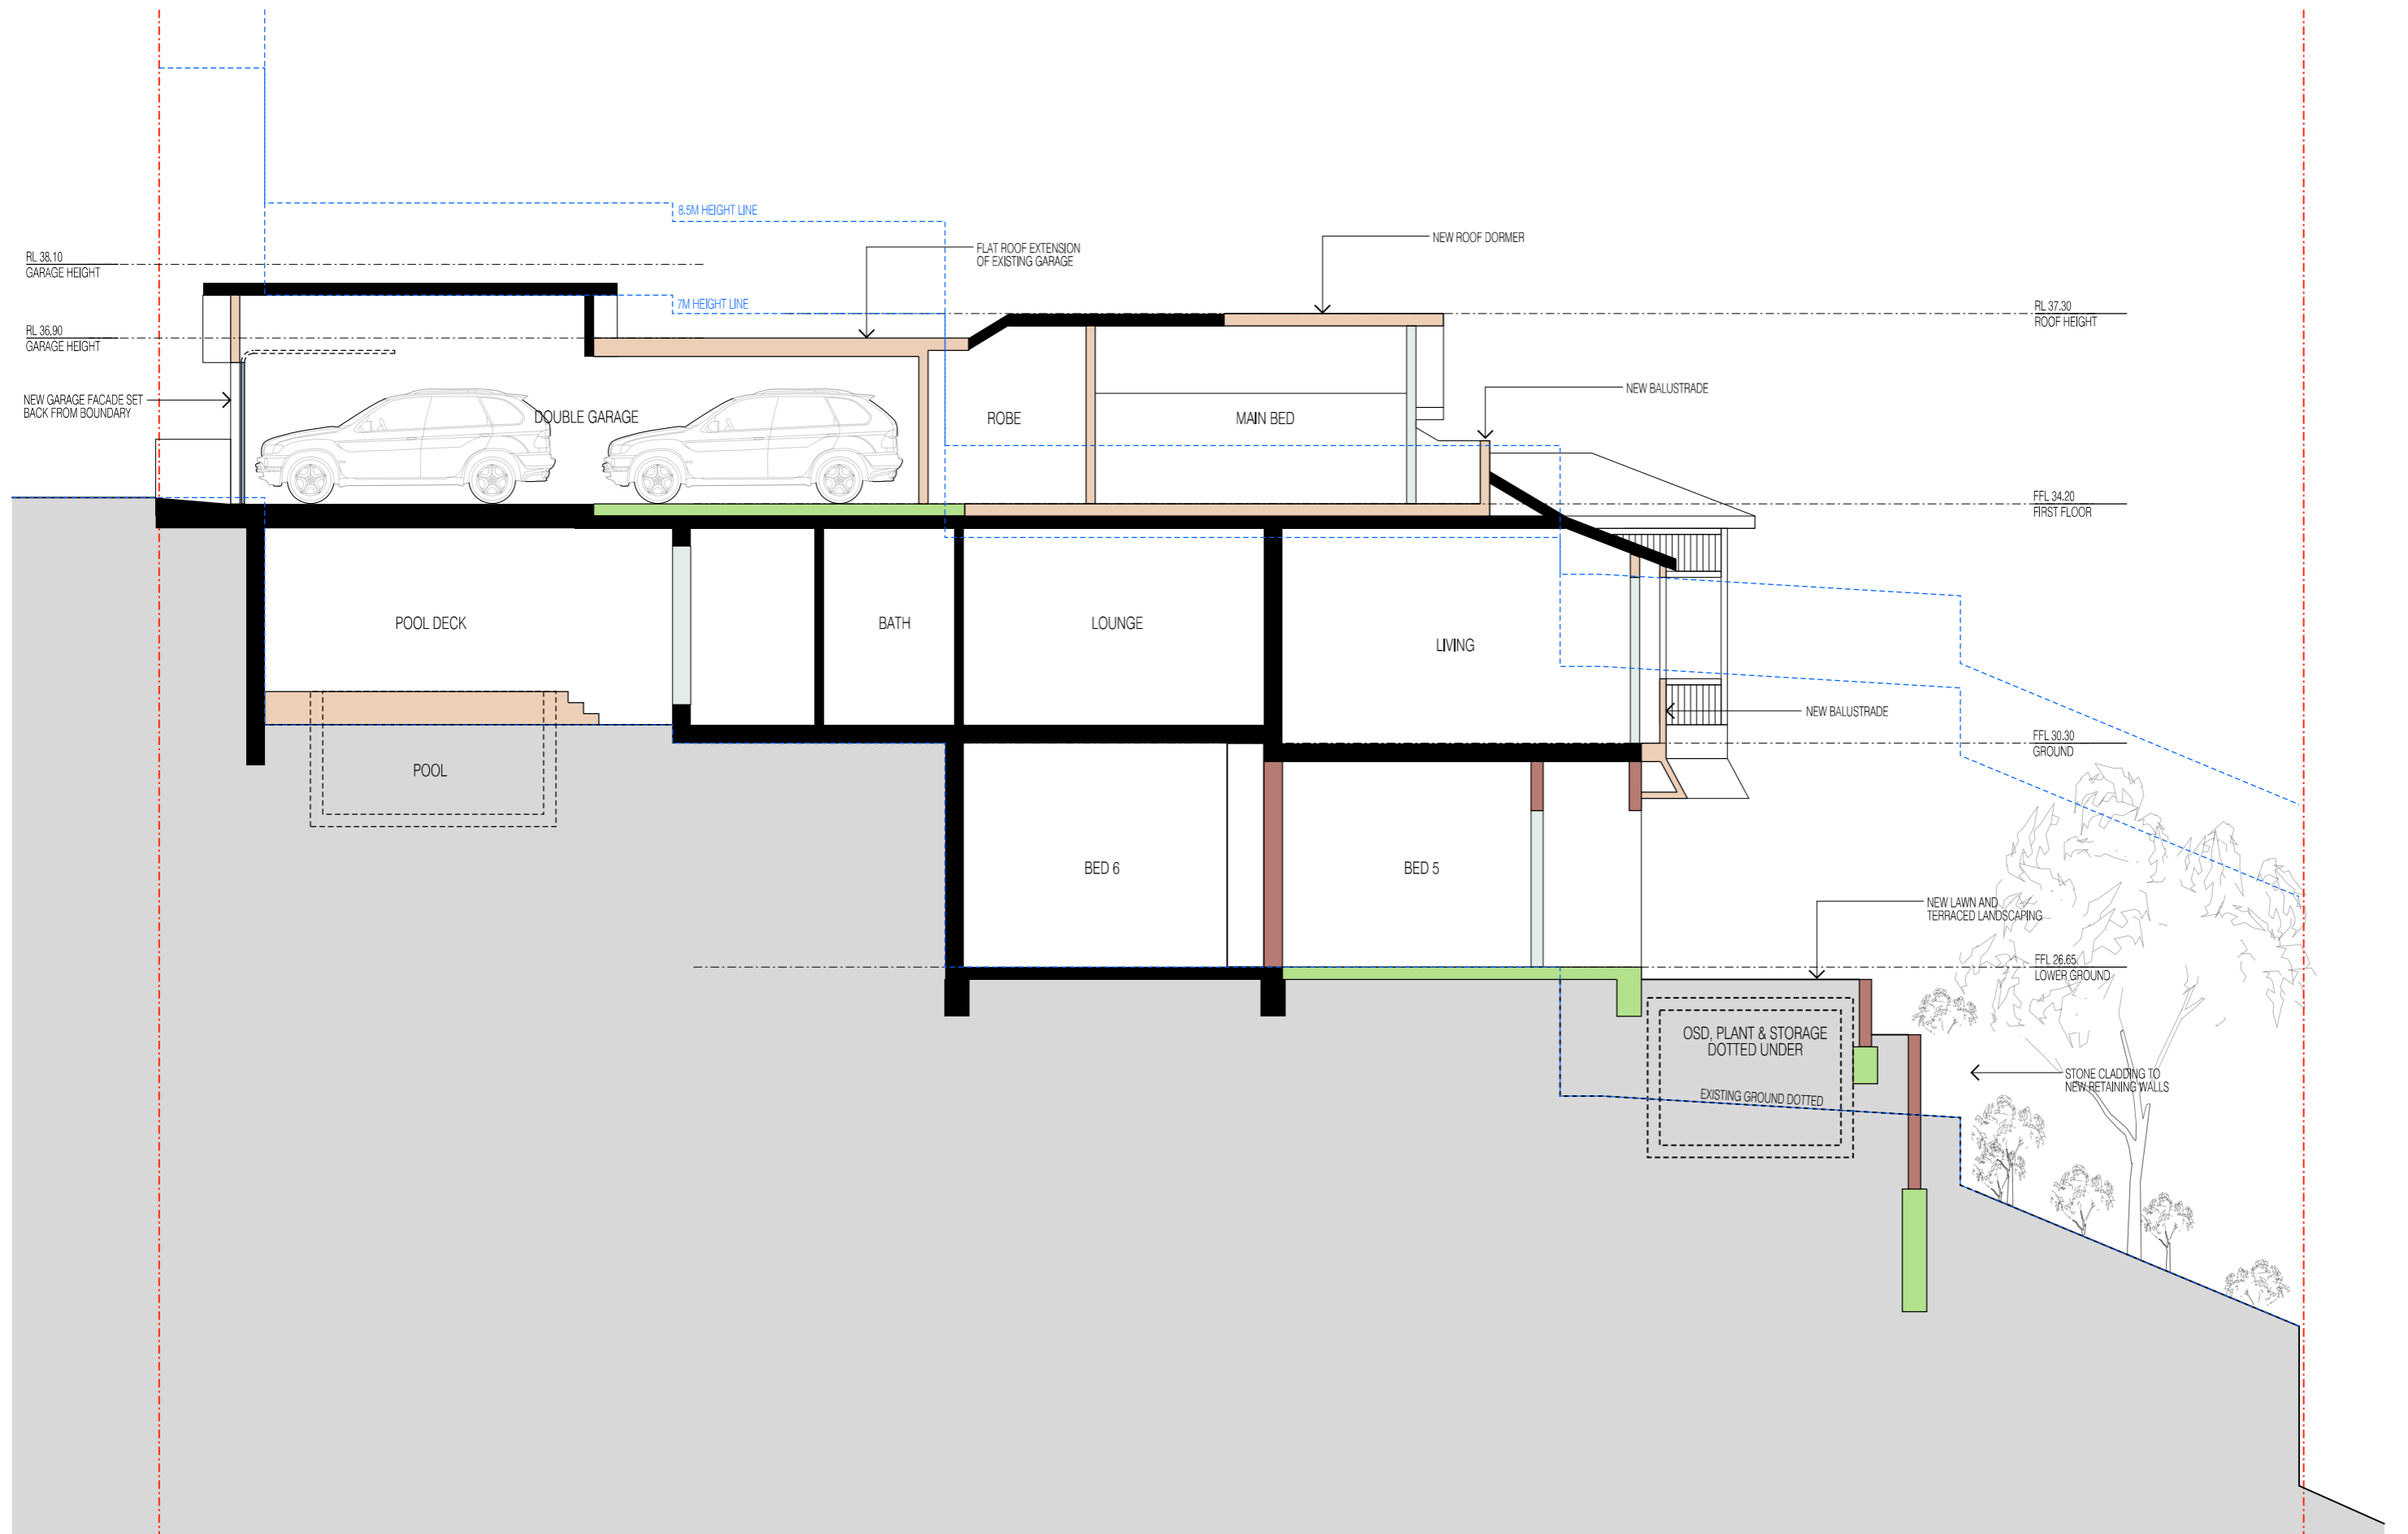 8.5M HEIGHT LINE
NEW ROOF DORMER
FLAT ROOF EXTENSION
OF EXISTING GARAGE
RL 38.10
GARAGE HEIGHT
7M HEIGHT LINE
RL 37.30
ROOF HEIGHT
RL 36.90
GARAGE HEIGHT
NEW BALUSTRADE
NEW GARAGE FACADE SET
BACK FROM BOUNDARY
DOUBLE GARAGE
ROBE
MAIN BED
FFL 34.20
FIRST FLOOR
POOL DECK
BATH
LOUNGE
LIVING
NEW BALUSTRADE
FFL 30.30
GROUND
POOL
BED 6
BED 5
NEW LAWN AND
TERRACED LANDSCAPING
FFL 26.65
LOWER GROUND
OSD, PLANT & STORAGE
DOTTED UNDER
STONE CLADDING TO
NEW RETAINING WALLS
EXISTING GROUND DOTTED